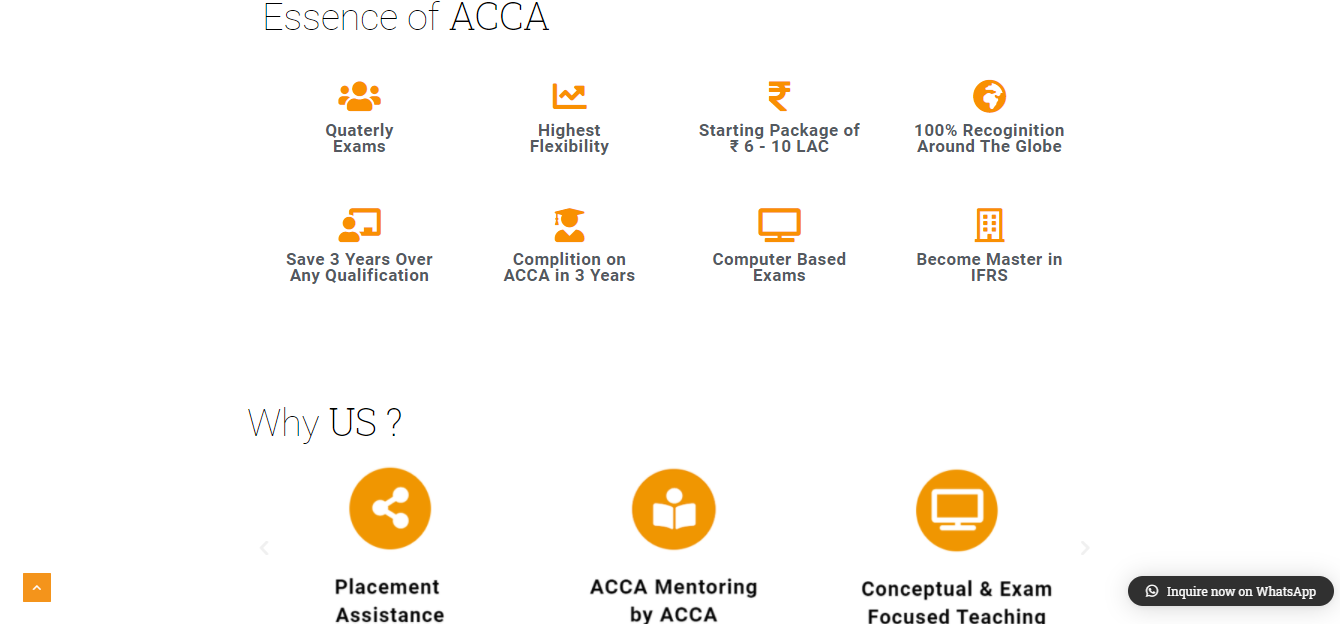 Essence of ACCA
Quaterly
Exams
Highest
Flexibility
Starting Package of
₹ 6 - 10 LAC
100% Recoginition
Around The Globe
Save 3 Years Over
Any Qualification
Complition on
ACCA in 3 Years
Computer Based
Exams
Become Master in
IFRS
Why US ?
Placement
Assistance
ACCA Mentoring
by ACCA
Conceptual & Exam
Focused Teaching
Inquire now on WhatsApp